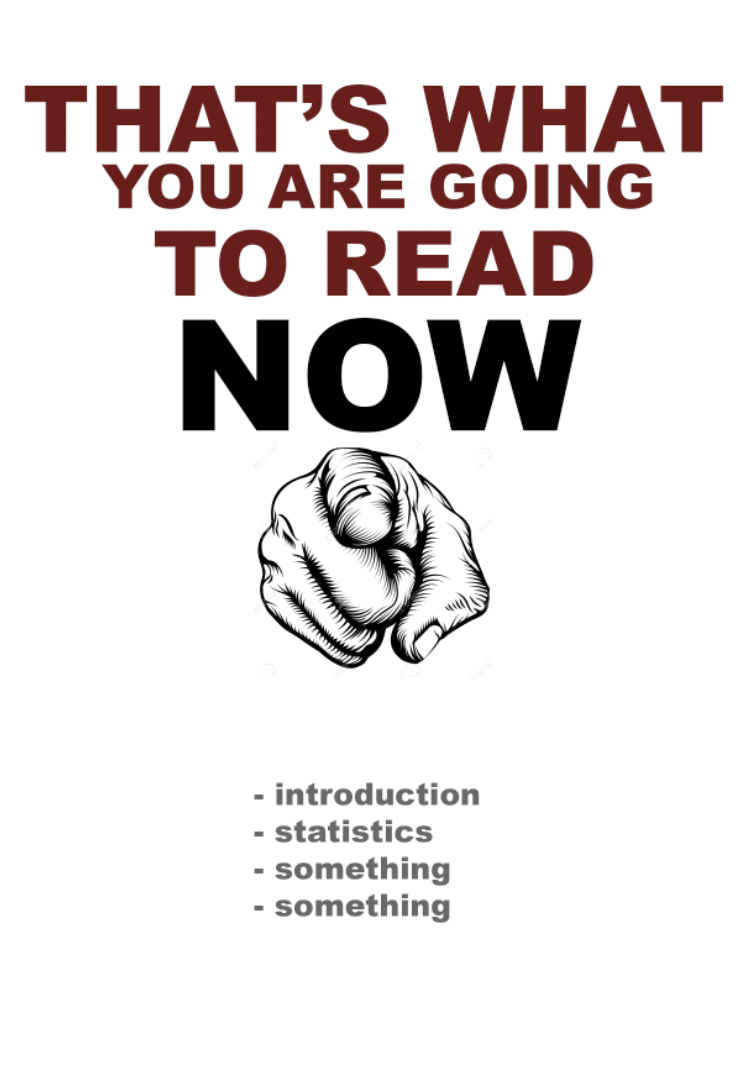 THAT’S WHAT
YOU ARE GOING
TO READ
NOW
- introduction
- statistics
- something
- something